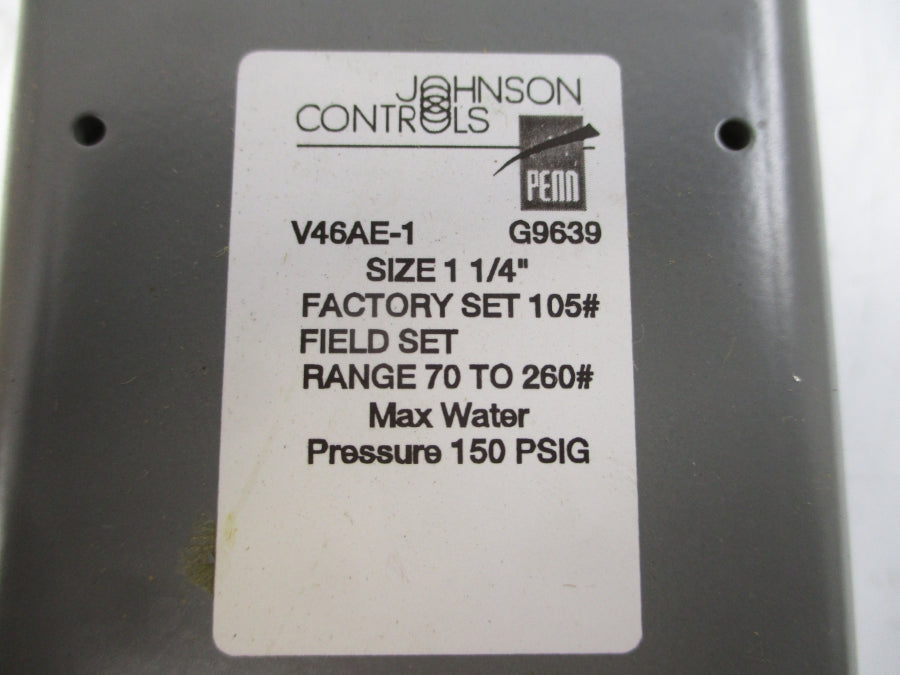 JOHNSON
CONTROLS
PENN
V46AE-1 G9639
SIZE 1 1/4"
FACTORY SET 105#
FIELD SET
RANGE 70 TO 260#
Max Water
Pressure 150 PSIG